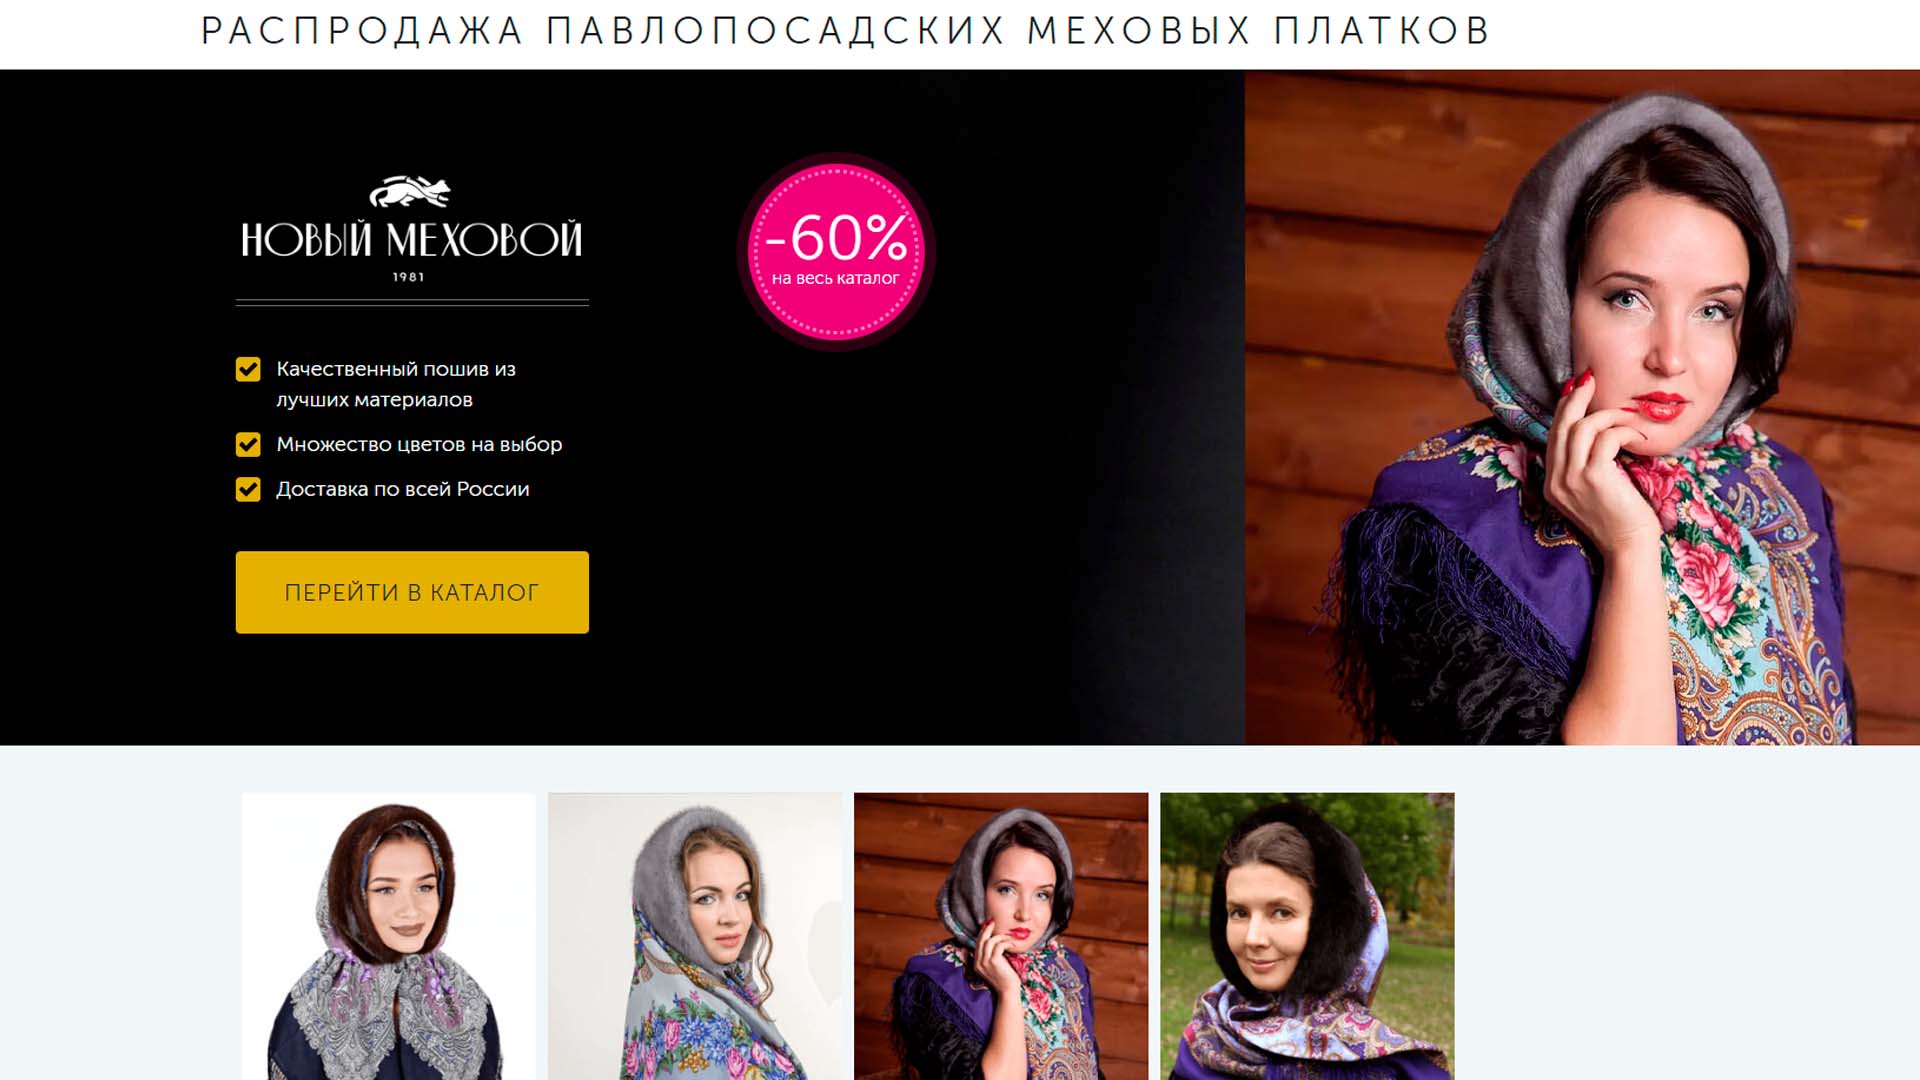 РАСПРОДАЖА ПАВЛОПОСАДСКИХ МЕХОВЫХ ПЛАТКОВ
НОВЫЙ МЕХОВОЙ
1981
-60%
на весь каталог
Качественный пошив из
лучших материалов
Множество цветов на выбор
Доставка по всей России
ПЕРЕЙТИ В КАТАЛОГ